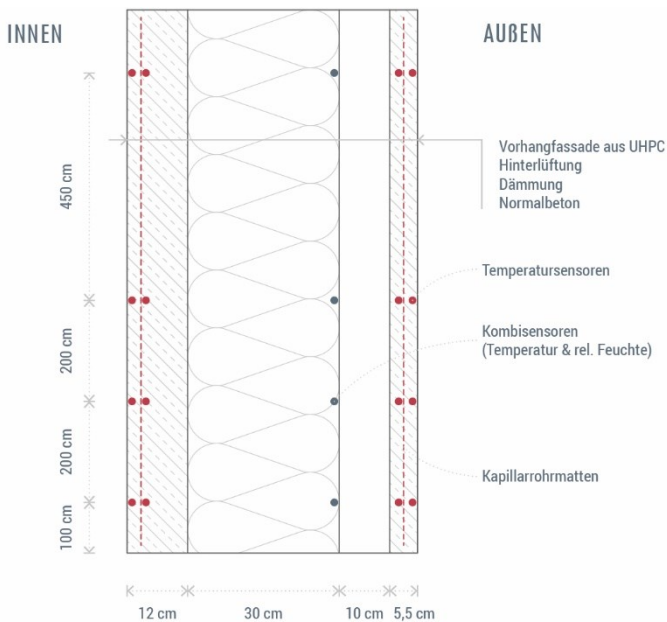 INNEN
AUßEN
Vorhangfassade aus UHPC
Hinterlüftung
Dämmung
Normalbeton
450 cm
Temperatursensoren
200 cm
Kombisensoren
(Temperatur & rel. Feuchte)
200 cm
Kapillarrohrmatten
100 cm
12 cm
30 cm
10 cm
5,5 cm